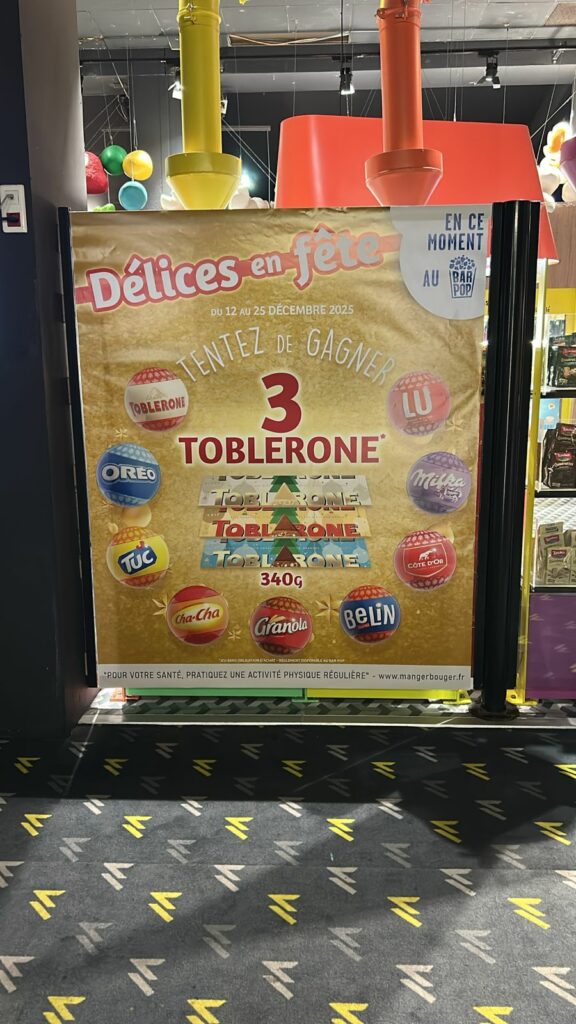 Délices en fête
EN CE
MOMENT
AU BAR
POP
DU 12 AU 25 DÉCEMBRE 2025
TENTEZ DE GAGNER
3
TOBLERONE*
TOBLERONE
LU
OREO
Milka
TUC
CÔTE D'OR
TOBLERONE
TOBLERONE
TOBLERONE
TOBLERONE
340G
Cha-Cha
Granola
BELIN
"POUR VOTRE SANTÉ, PRATIQUEZ UNE ACTIVITÉ PHYSIQUE RÉGULIÈRE" - www.mangerbouger.fr